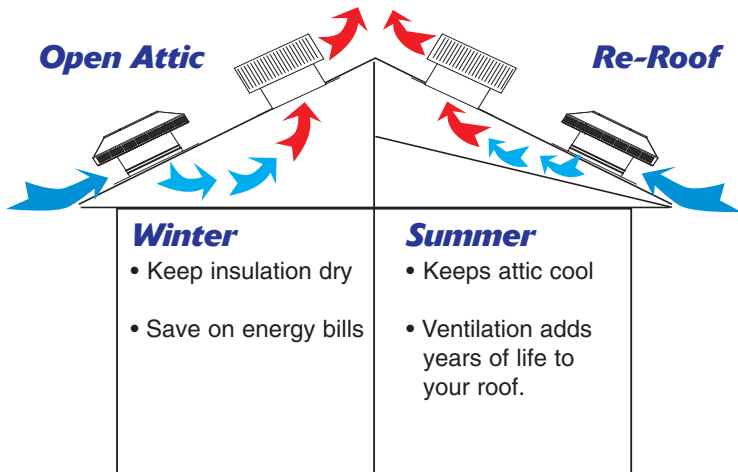 Open Attic
Re-Roof
Winter
• Keep insulation dry
• Save on energy bills
Summer
• Keeps attic cool
• Ventilation adds
years of life to
your roof.